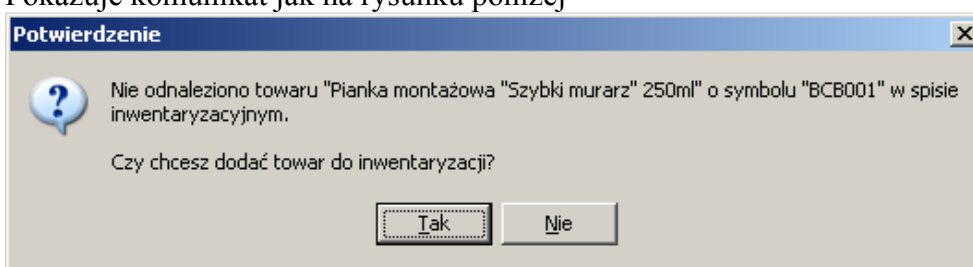 Pokazuje komunikat jak na rysunku poniżej
Potwierdzenie
Nie odnaleziono towaru "Pianka montażowa "Szybki murarz" 250ml" o symbolu "BCB001" w spisie
inwentaryzacyjnym.
Czy chcesz dodać towar do inwentaryzacji?
Tak
Nie